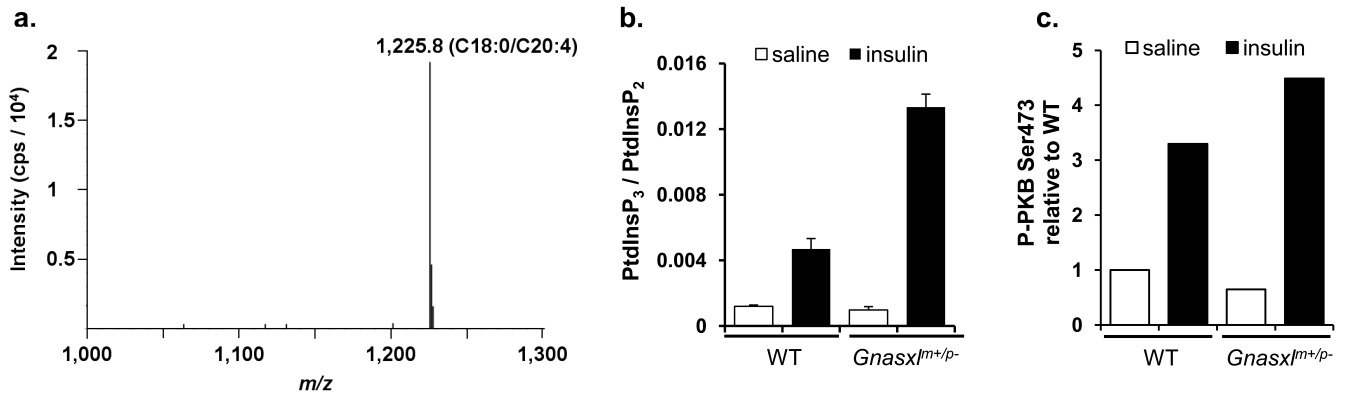 a.
1,225.8 (C18:0/C20:4)
Intensity (cps / 10⁴)
2
1.5
1
0.5
1,000
1,100
1,200
1,300
m/z
b.
saline insulin
PtdInsP₃ / PtdInsP₂
0.016
0.012
0.008
0.004
0
WT
Gnasxlᵐ⁺/ᵖ⁻
c.
saline insulin
P-PKB Ser473
relative to WT
5
4
3
2
1
0
WT
Gnasxlᵐ⁺/ᵖ⁻